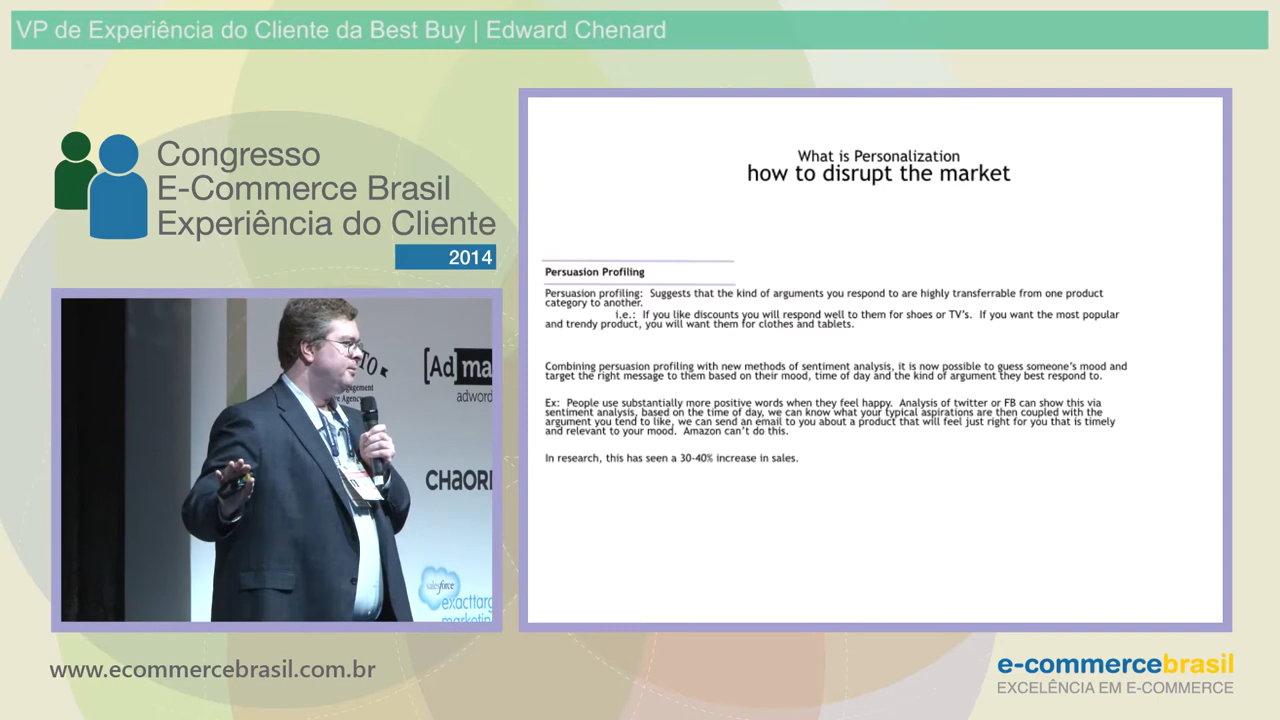 VP de Experiência do Cliente da Best Buy | Edward Chenard
Congresso
E-Commerce Brasil
Experiência do Cliente
2014
What is Personalization
how to disrupt the market
Persuasion Profiling
Persuasion profiling: Suggests that the kind of arguments you respond to are highly transferrable from one product
category to another.
i.e.: If you like discounts you will respond well to them for shoes or TV's. If you want the most popular
and trendy product, you will want them for clothes and tablets.
Combining persuasion profiling with new methods of sentiment analysis, it is now possible to guess someone's mood and
target the right message to them based on their mood, time of day and the kind of argument they best respond to.
Ex: People use substantially more positive words when they feel happy. Analysis of twitter or FB can show this via
sentiment analysis, based on the time of day, we can know what your typical aspirations are then coupled with the
argument you tend to like, we can send an email to you about a product that will feel just right for you that is timely
and relevant to your mood. Amazon can't do this.
In research, this has seen a 30-40% increase in sales.
[Ad ma
adword
CHAOR
salesforce
exacttarg
marketin
www.ecommercebrasil.com.br
e-commercebrasil
EXCELÊNCIA EM E-COMMERCE